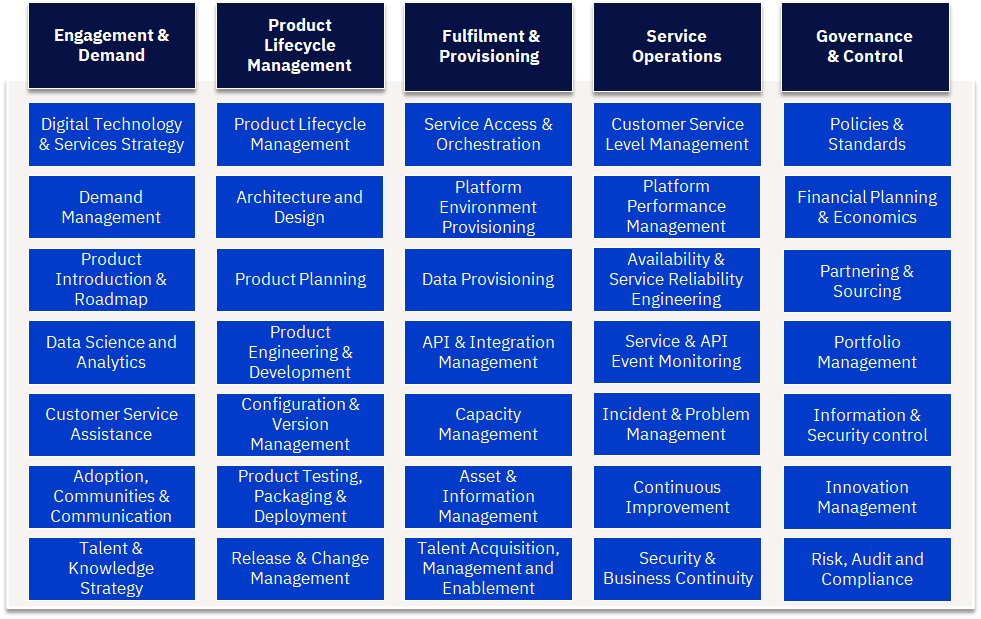 Engagement &
Demand
Product
Lifecycle
Management
Fulfilment &
Provisioning
Service
Operations
Governance
& Control
Digital Technology
& Services Strategy
Product Lifecycle
Management
Service Access &
Orchestration
Customer Service
Level Management
Policies &
Standards
Demand
Management
Architecture and
Design
Platform
Environment
Provisioning
Platform
Performance
Management
Financial Planning
& Economics
Product
Introduction &
Roadmap
Product Planning
Data Provisioning
Availability &
Service Reliability
Engineering
Partnering &
Sourcing
Data Science and
Analytics
Product
Engineering &
Development
API & Integration
Management
Service & API
Event Monitoring
Portfolio
Management
Customer Service
Assistance
Configuration &
Version
Management
Capacity
Management
Incident & Problem
Management
Information &
Security control
Adoption,
Communities &
Communication
Product Testing,
Packaging &
Deployment
Asset &
Information
Management
Continuous
Improvement
Innovation
Management
Talent &
Knowledge
Strategy
Release & Change
Management
Talent Acquisition,
Management and
Enablement
Security &
Business Continuity
Risk, Audit and
Compliance